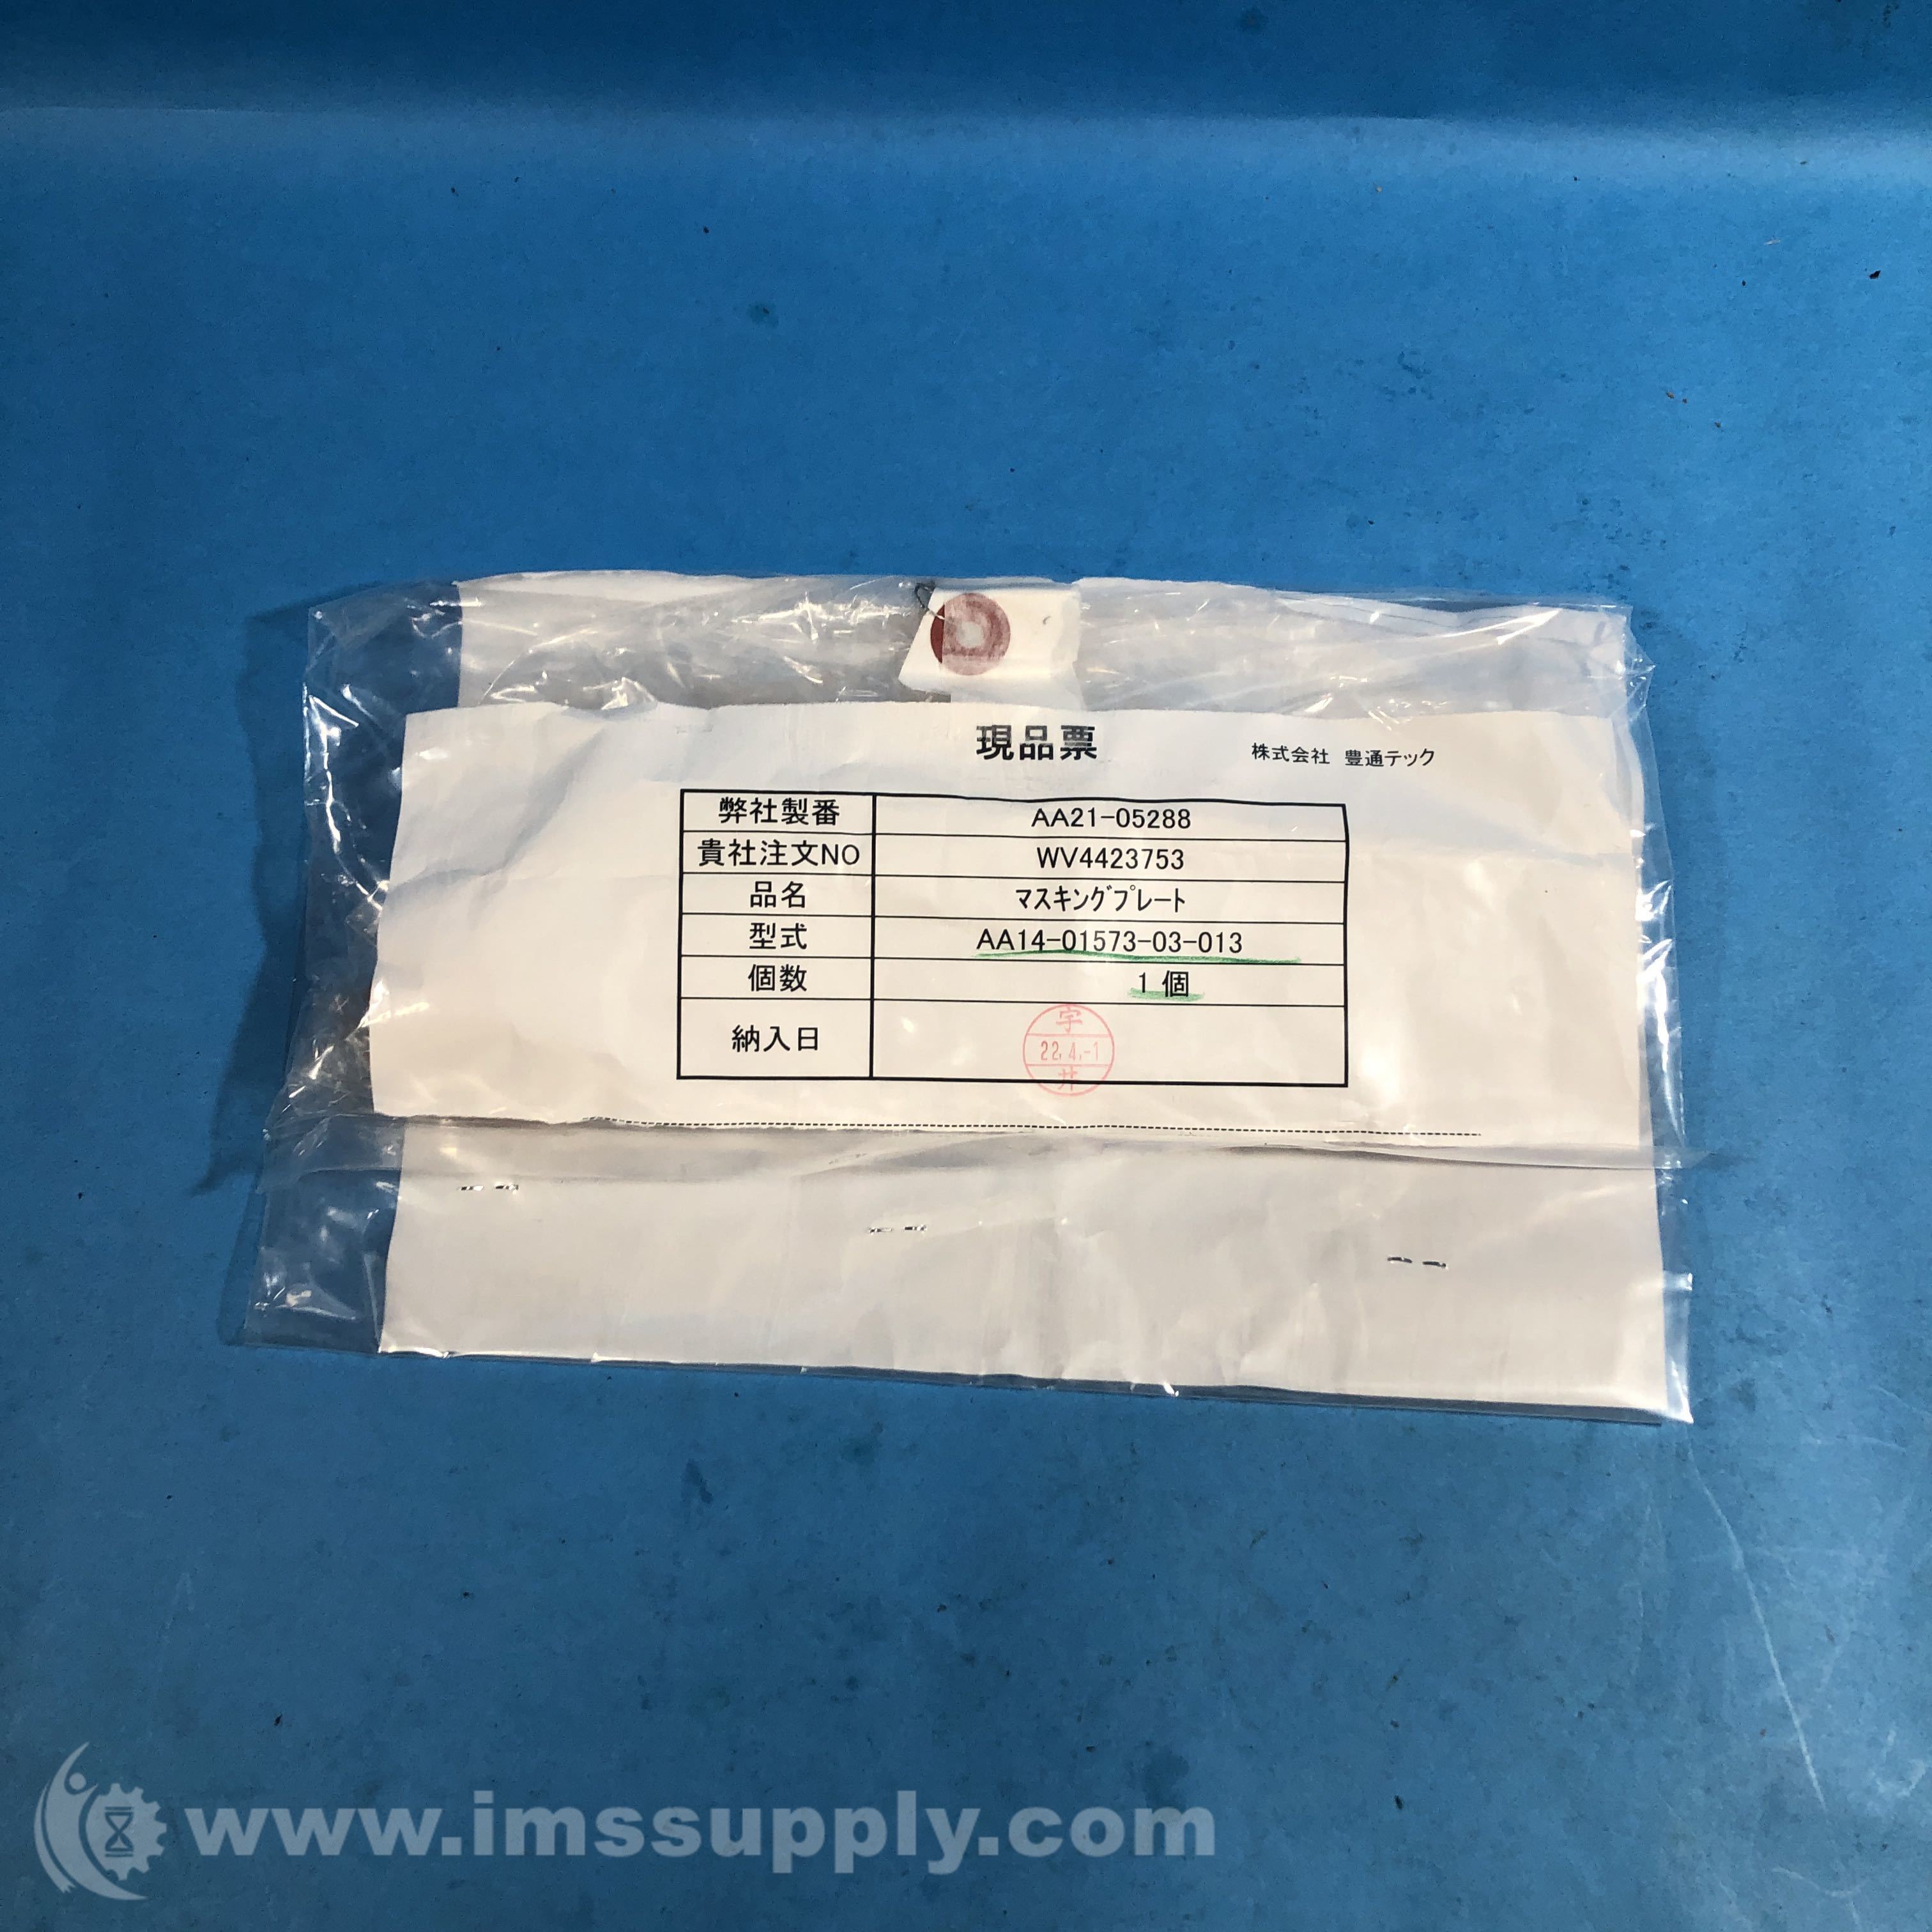 現品票
株式会社 豊通テック
弊社製番 AA21-05288
貴社注文NO WV4423753
品名 マスキングプレート
型式 AA14-01573-03-013
個数 1 個
納入日
宇
22.4.-1
井
www.imssupply.com